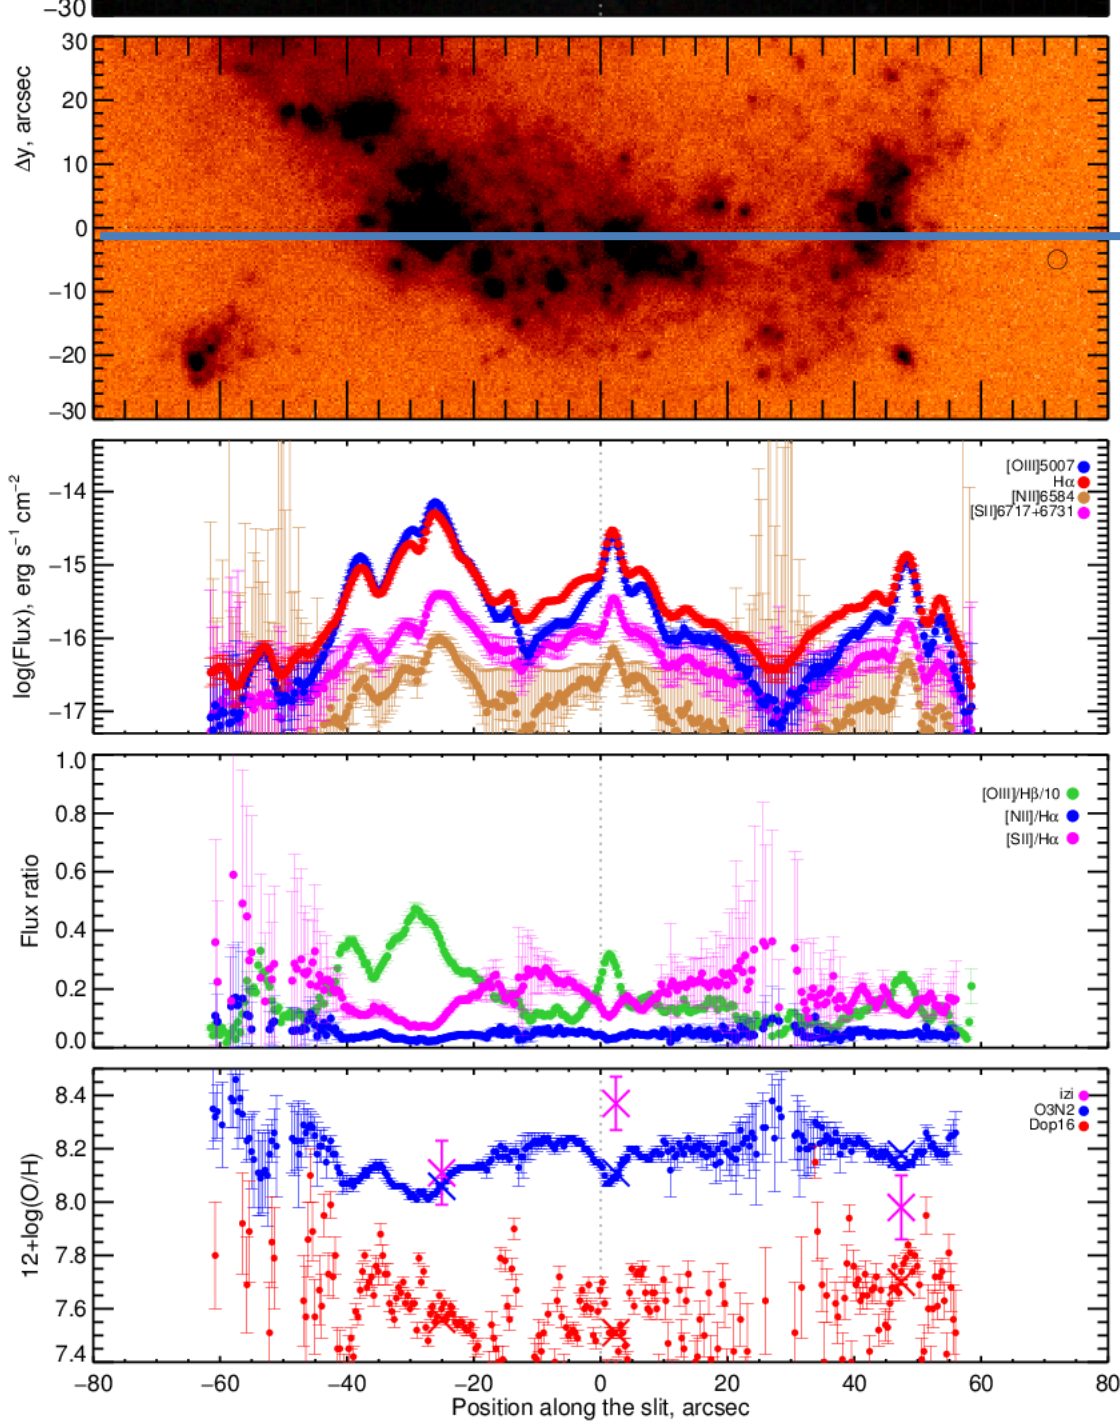 −30
30
20
10
0
−10
−20
−30
Δy, arcsec
−14
−15
−16
−17
log(Flux), erg s⁻¹ cm⁻²
[OIII]5007
Hα
[NII]6584
[SII]6717+6731
1.0
0.8
0.6
0.4
0.2
0.0
Flux ratio
[OIII]/Hβ/10
[NII]/Hα
[SII]/Hα
8.4
8.2
8.0
7.8
7.6
7.4
12+log(O/H)
izi
O3N2
Dop16
−80 −60 −40 −20 0 20 40 60 80
Position along the slit, arcsec